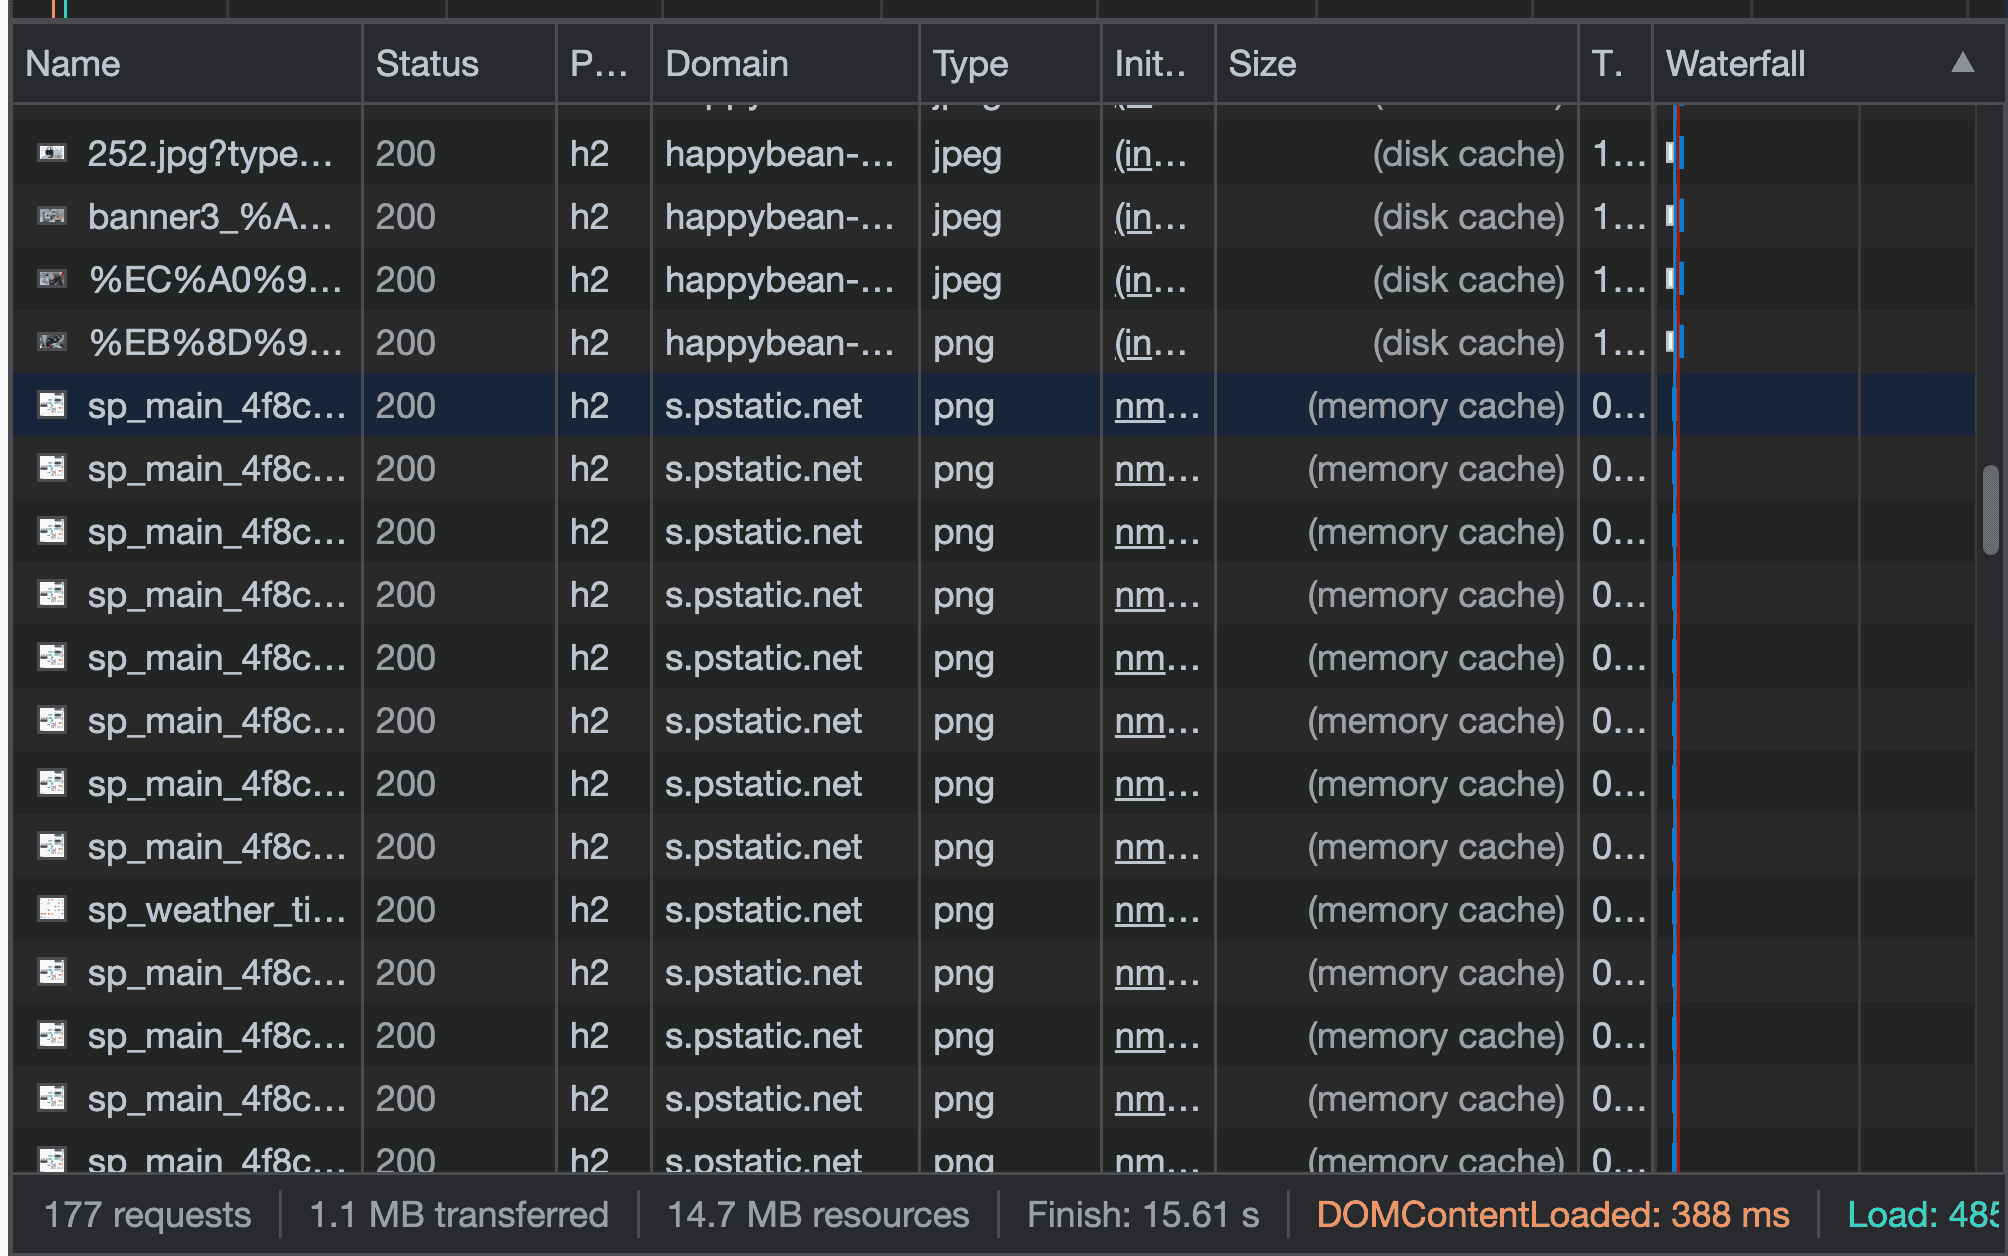 Name Status P... Domain Type Init.. Size T. Waterfall
252.jpg?type... 200 h2 happybean-... jpeg (in... (disk cache) 1...
banner3_%A... 200 h2 happybean-... jpeg (in... (disk cache) 1...
%EC%A0%9... 200 h2 happybean-... jpeg (in... (disk cache) 1...
%EB%8D%9... 200 h2 happybean-... png (in... (disk cache) 1...
sp_main_4f8c... 200 h2 s.pstatic.net png nm... (memory cache) 0...
sp_main_4f8c... 200 h2 s.pstatic.net png nm... (memory cache) 0...
sp_main_4f8c... 200 h2 s.pstatic.net png nm... (memory cache) 0...
sp_main_4f8c... 200 h2 s.pstatic.net png nm... (memory cache) 0...
sp_main_4f8c... 200 h2 s.pstatic.net png nm... (memory cache) 0...
sp_main_4f8c... 200 h2 s.pstatic.net png nm... (memory cache) 0...
sp_main_4f8c... 200 h2 s.pstatic.net png nm... (memory cache) 0...
sp_main_4f8c... 200 h2 s.pstatic.net png nm... (memory cache) 0...
sp_weather_ti... 200 h2 s.pstatic.net png nm... (memory cache) 0...
sp_main_4f8c... 200 h2 s.pstatic.net png nm... (memory cache) 0...
sp_main_4f8c... 200 h2 s.pstatic.net png nm... (memory cache) 0...
sp_main_4f8c... 200 h2 s.pstatic.net png nm... (memory cache) 0...
sp_main_4f8c... 200 h2 s.pstatic.net png nm... (memory cache) 0...
177 requests 1.1 MB transferred 14.7 MB resources Finish: 15.61 s DOMContentLoaded: 388 ms Load: 485